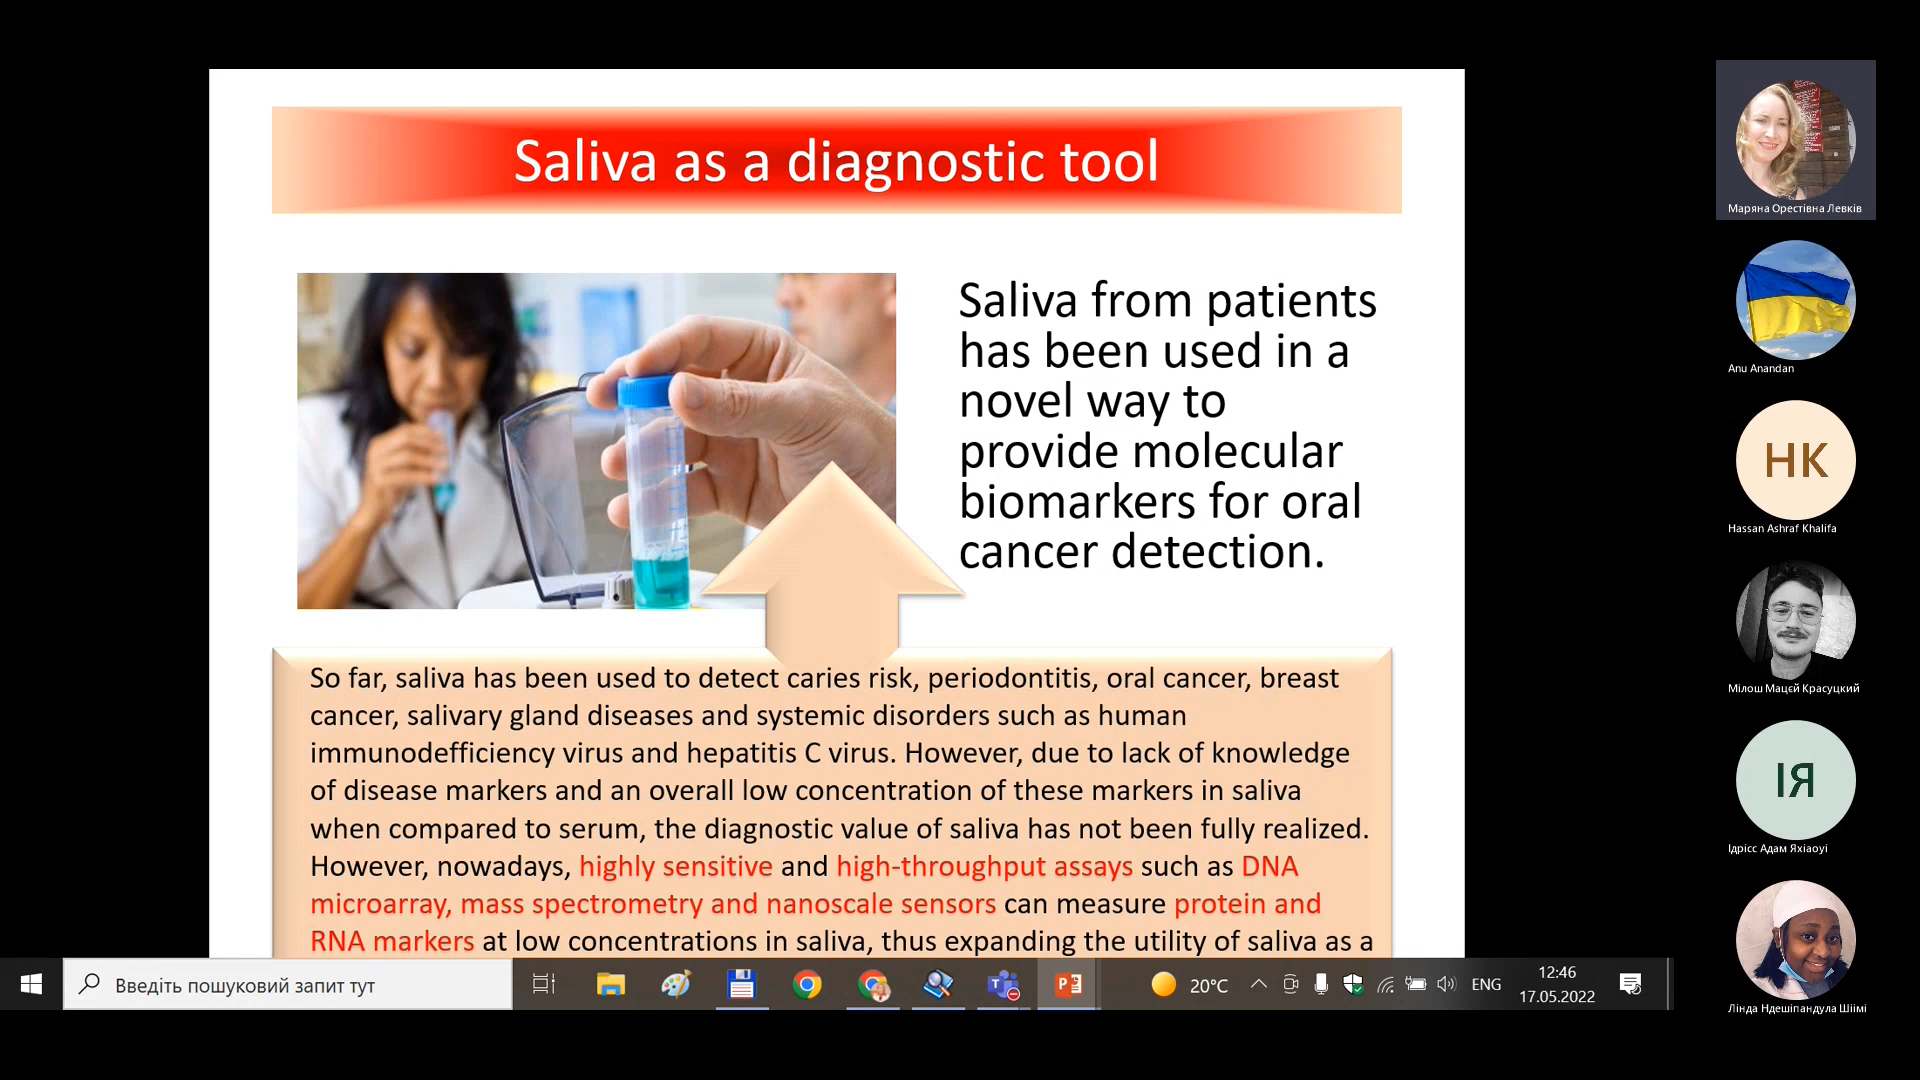 Saliva as a diagnostic tool
Saliva from patients
has been used in a
novel way to
provide molecular
biomarkers for oral
cancer detection.
So far, saliva has been used to detect caries risk, periodontitis, oral cancer, breast
cancer, salivary gland diseases and systemic disorders such as human
immunodefficiency virus and hepatitis C virus. However, due to lack of knowledge
of disease markers and an overall low concentration of these markers in saliva
when compared to serum, the diagnostic value of saliva has not been fully realized.
However, nowadays, highly sensitive and high-throughput assays such as DNA
microarray, mass spectrometry and nanoscale sensors can measure protein and
RNA markers at low concentrations in saliva, thus expanding the utility of saliva as a
Введіть пошуковий запит тут
20°C
ENG
12:46
17.05.2022
Маряна Орестівна Левків
Anu Anandan
HK
Hassan Ashraf Khalifa
Мілош Мацєй Красуцкий
ІЯ
Ідрісс Адам Яхіаоуі
Лінда Ндешіпандула Шіімі